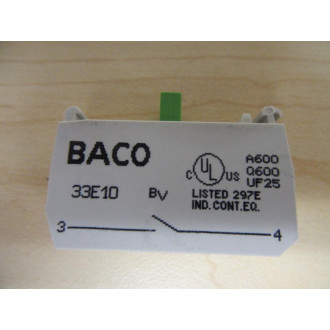 BACO
33E10
BV
C UL US
A600
Q600
UF25
LISTED 297E
IND.CONT.EQ.
3
4